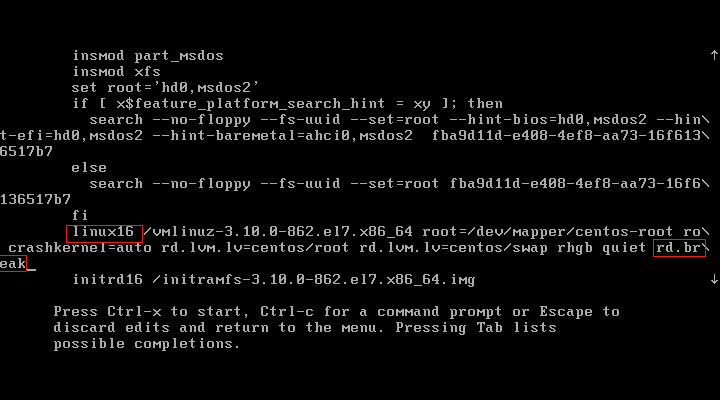 insmod part_msdos
insmod xfs
set root='hd0,msdos2'
if [ x$feature_platform_search_hint = xy ]; then
search --no-floppy --fs-uuid --set=root --hint-bios=hd0,msdos2 --hin\
t-efi=hd0,msdos2 --hint-baremetal=ahci0,msdos2  fba9d11d-e408-4ef8-aa73-16f613\
6517b7
else
search --no-floppy --fs-uuid --set=root fba9d11d-e408-4ef8-aa73-16f6\
136517b7
fi
linux16 /vmlinuz-3.10.0-862.el7.x86_64 root=/dev/mapper/centos-root ro\
crashkernel=auto rd.lvm.lv=centos/root rd.lvm.lv=centos/swap rhgb quiet rd.br\
eak_
initrd16 /initramfs-3.10.0-862.el7.x86_64.img
Press Ctrl-x to start, Ctrl-c for a command prompt or Escape to
discard edits and return to the menu. Pressing Tab lists
possible completions.